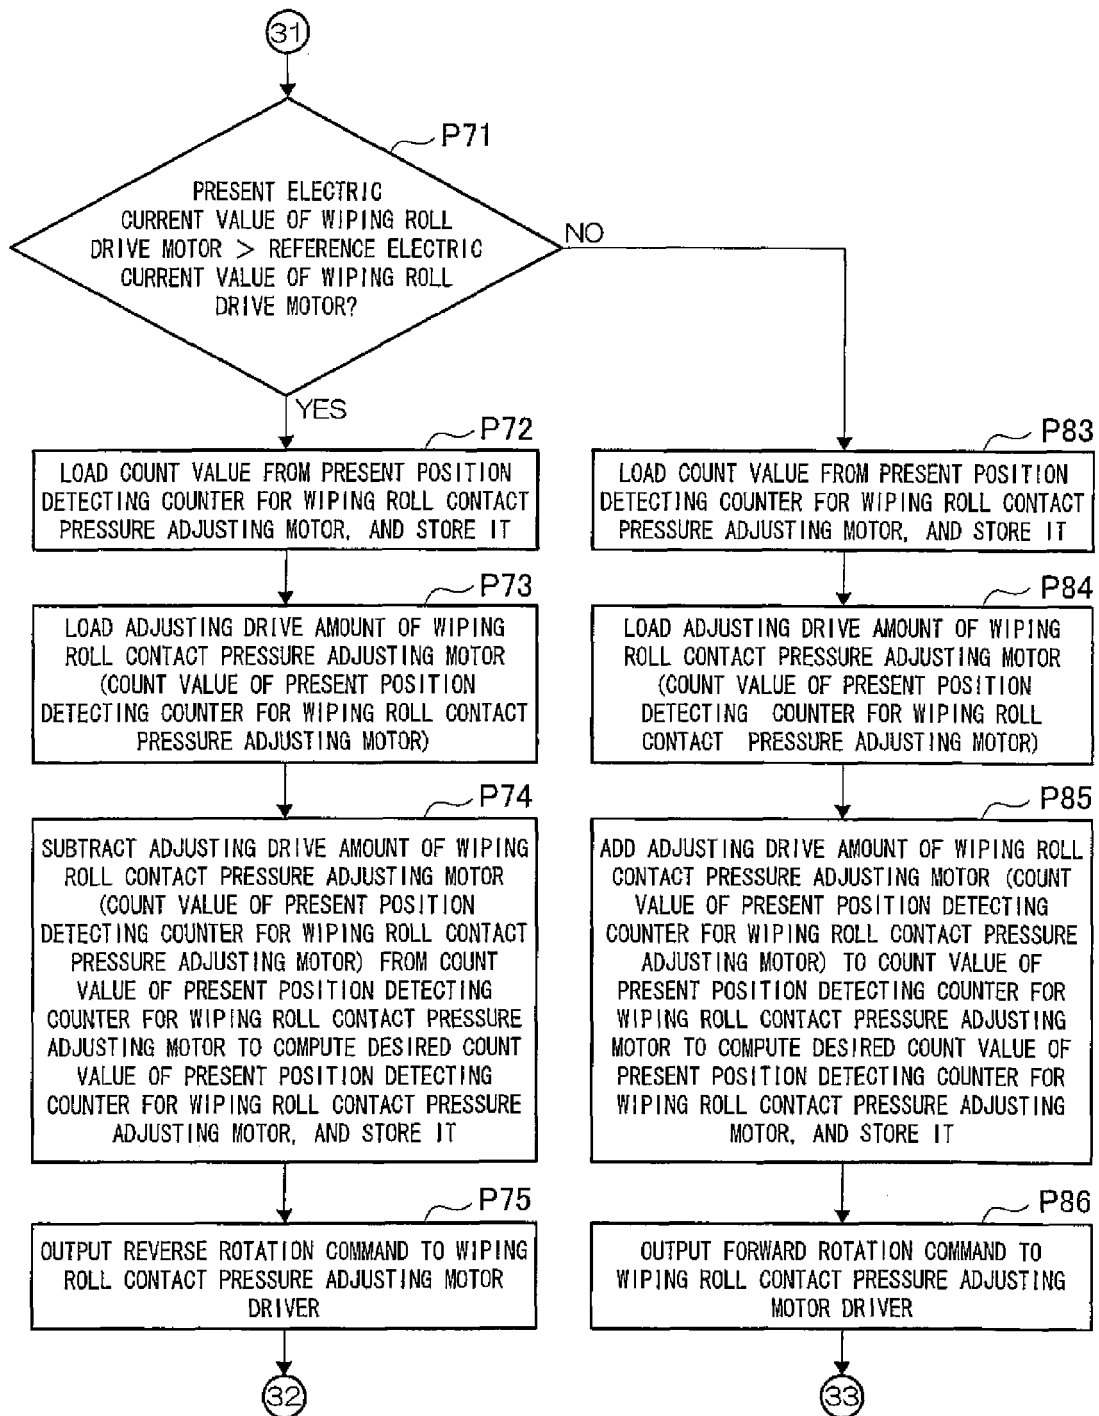 31
P71
PRESENT ELECTRIC
CURRENT VALUE OF WIPING ROLL
DRIVE MOTOR > REFERENCE ELECTRIC
CURRENT VALUE OF WIPING ROLL
DRIVE MOTOR?
NO
YES
P72
LOAD COUNT VALUE FROM PRESENT POSITION
DETECTING COUNTER FOR WIPING ROLL CONTACT
PRESSURE ADJUSTING MOTOR, AND STORE IT
P73
LOAD ADJUSTING DRIVE AMOUNT OF WIPING
ROLL CONTACT PRESSURE ADJUSTING MOTOR
(COUNT VALUE OF PRESENT POSITION
DETECTING COUNTER FOR WIPING ROLL CONTACT
PRESSURE ADJUSTING MOTOR)
P74
SUBTRACT ADJUSTING DRIVE AMOUNT OF WIPING
ROLL CONTACT PRESSURE ADJUSTING MOTOR
(COUNT VALUE OF PRESENT POSITION
DETECTING COUNTER FOR WIPING ROLL CONTACT
PRESSURE ADJUSTING MOTOR) FROM COUNT
VALUE OF PRESENT POSITION DETECTING
COUNTER FOR WIPING ROLL CONTACT PRESSURE
ADJUSTING MOTOR TO COMPUTE DESIRED COUNT
VALUE OF PRESENT POSITION DETECTING
COUNTER FOR WIPING ROLL CONTACT PRESSURE
ADJUSTING MOTOR, AND STORE IT
P75
OUTPUT REVERSE ROTATION COMMAND TO WIPING
ROLL CONTACT PRESSURE ADJUSTING MOTOR
DRIVER
32
P83
LOAD COUNT VALUE FROM PRESENT POSITION
DETECTING COUNTER FOR WIPING ROLL CONTACT
PRESSURE ADJUSTING MOTOR, AND STORE IT
P84
LOAD ADJUSTING DRIVE AMOUNT OF WIPING
ROLL CONTACT PRESSURE ADJUSTING MOTOR
(COUNT VALUE OF PRESENT POSITION
DETECTING COUNTER FOR WIPING ROLL
CONTACT PRESSURE ADJUSTING MOTOR)
P85
ADD ADJUSTING DRIVE AMOUNT OF WIPING ROLL
CONTACT PRESSURE ADJUSTING MOTOR (COUNT
VALUE OF PRESENT POSITION DETECTING
COUNTER FOR WIPING ROLL CONTACT PRESSURE
ADJUSTING MOTOR) TO COUNT VALUE OF
PRESENT POSITION DETECTING COUNTER FOR
WIPING ROLL CONTACT PRESSURE ADJUSTING
MOTOR TO COMPUTE DESIRED COUNT VALUE OF
PRESENT POSITION DETECTING COUNTER FOR
WIPING ROLL CONTACT PRESSURE ADJUSTING
MOTOR, AND STORE IT
P86
OUTPUT FORWARD ROTATION COMMAND TO
WIPING ROLL CONTACT PRESSURE ADJUSTING
MOTOR DRIVER
33